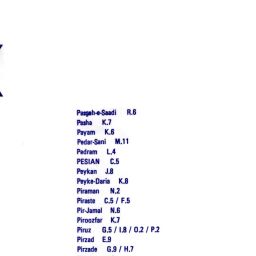 Pasgah-e-Saadi R.6
Pasha K.7
Payam K.6
Pedar-Sani M.11
Pedram L.4
PESIAN C.5
Peykan J.8
Peyke-Daria K.8
Piraman N.2
Piraste C.5 / F.5
Pir-Jamal N.6
Piroozfar K.7
Piruz G.5 / I.8 / O.2 / P.2
Pirzad E.9
Pirzade G.9 / H.7